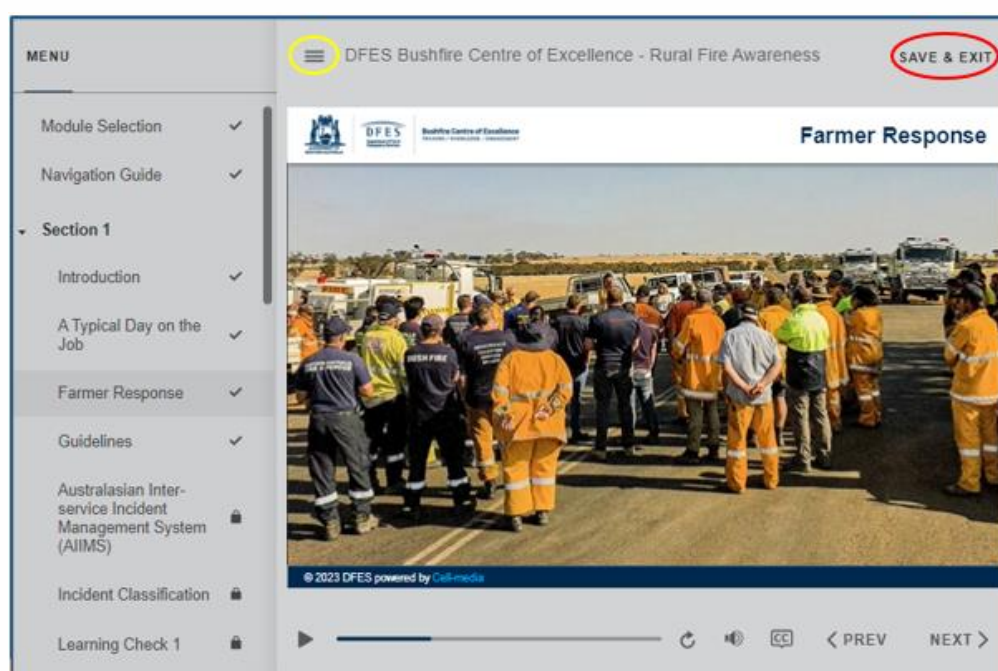 MENU
DFES Bushfire Centre of Excellence - Rural Fire Awareness
SAVE & EXIT
Module Selection
Navigation Guide
Section 1
Introduction
A Typical Day on the
Job
Farmer Response
Guidelines
Australasian Inter-
service Incident
Management System
(AIIMS)
Incident Classification
Learning Check 1
DFES
Bushfire Centre of Excellence
Farmer Response
BUSH FIRE
© 2023 DFES powered by Cell-media
CC
PREV
NEXT